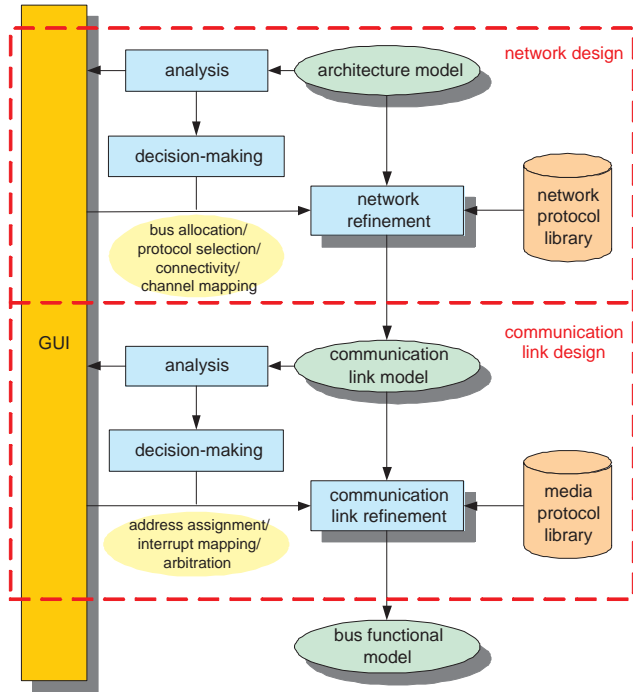 network design
analysis
architecture model
decision-making
network
refinement
network
protocol
library
bus allocation/
protocol selection/
connectivity/
channel mapping
GUI
communication
link design
analysis
communication
link model
decision-making
communication
link refinement
media
protocol
library
address assignment/
interrupt mapping/
arbitration
bus functional
model